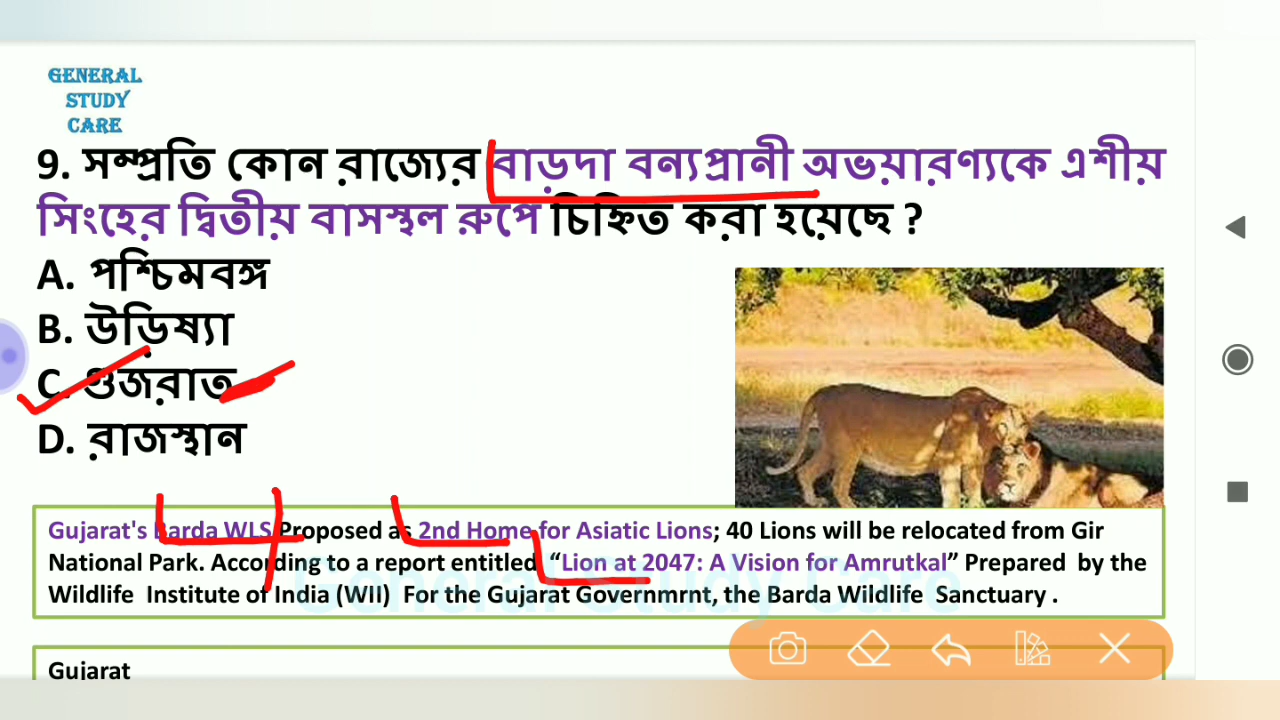 GENERAL
STUDY
CARE
9. সম্প্রতি কোন রাজ্যের বাড়দা বন্যপ্রানী অভয়ারণ্যকে এশীয়
সিংহের দ্বিতীয় বাসস্থল রুপে চিহ্নিত করা হয়েছে ?
A. পশ্চিমবঙ্গ
B. উড়িষ্যা
C. গুজরাত
D. রাজস্থান
Gujarat's Barda WLS Proposed as 2nd Home for Asiatic Lions; 40 Lions will be relocated from Gir
National Park. According to a report entitled “Lion at 2047: A Vision for Amrutkal” Prepared by the
Wildlife Institute of India (WII) For the Gujarat Governmrnt, the Barda Wildlife Sanctuary .
General Study Care
Gujarat